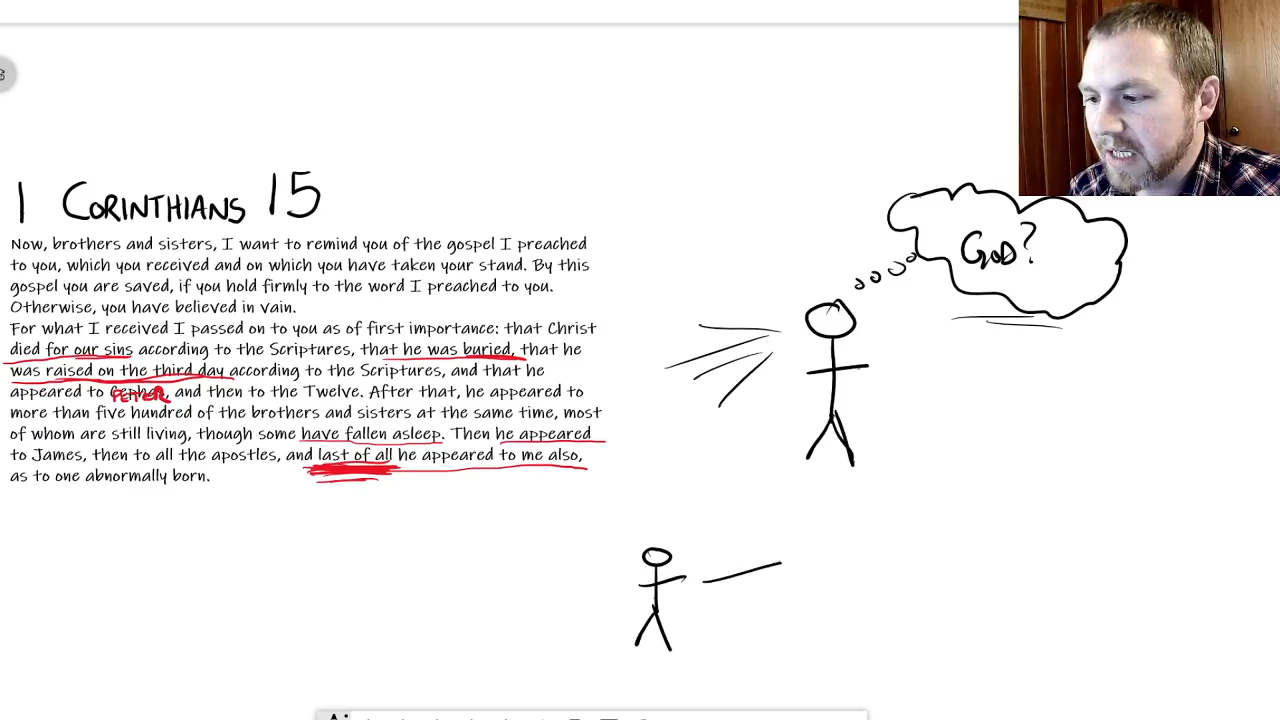 1 CORINTHIANS 15
Now, brothers and sisters, I want to remind you of the gospel I preached
to you, which you received and on which you have taken your stand. By this
gospel you are saved, if you hold firmly to the word I preached to you.
Otherwise, you have believed in vain.
For what I received I passed on to you as of first importance: that Christ
died for our sins according to the Scriptures, that he was buried, that he
was raised on the third day according to the Scriptures, and that he
appeared to PETER, and then to the Twelve. After that, he appeared to
more than five hundred of the brothers and sisters at the same time, most
of whom are still living, though some have fallen asleep. Then he appeared
to James, then to all the apostles, and last of all he appeared to me also,
as to one abnormally born.
GOD?